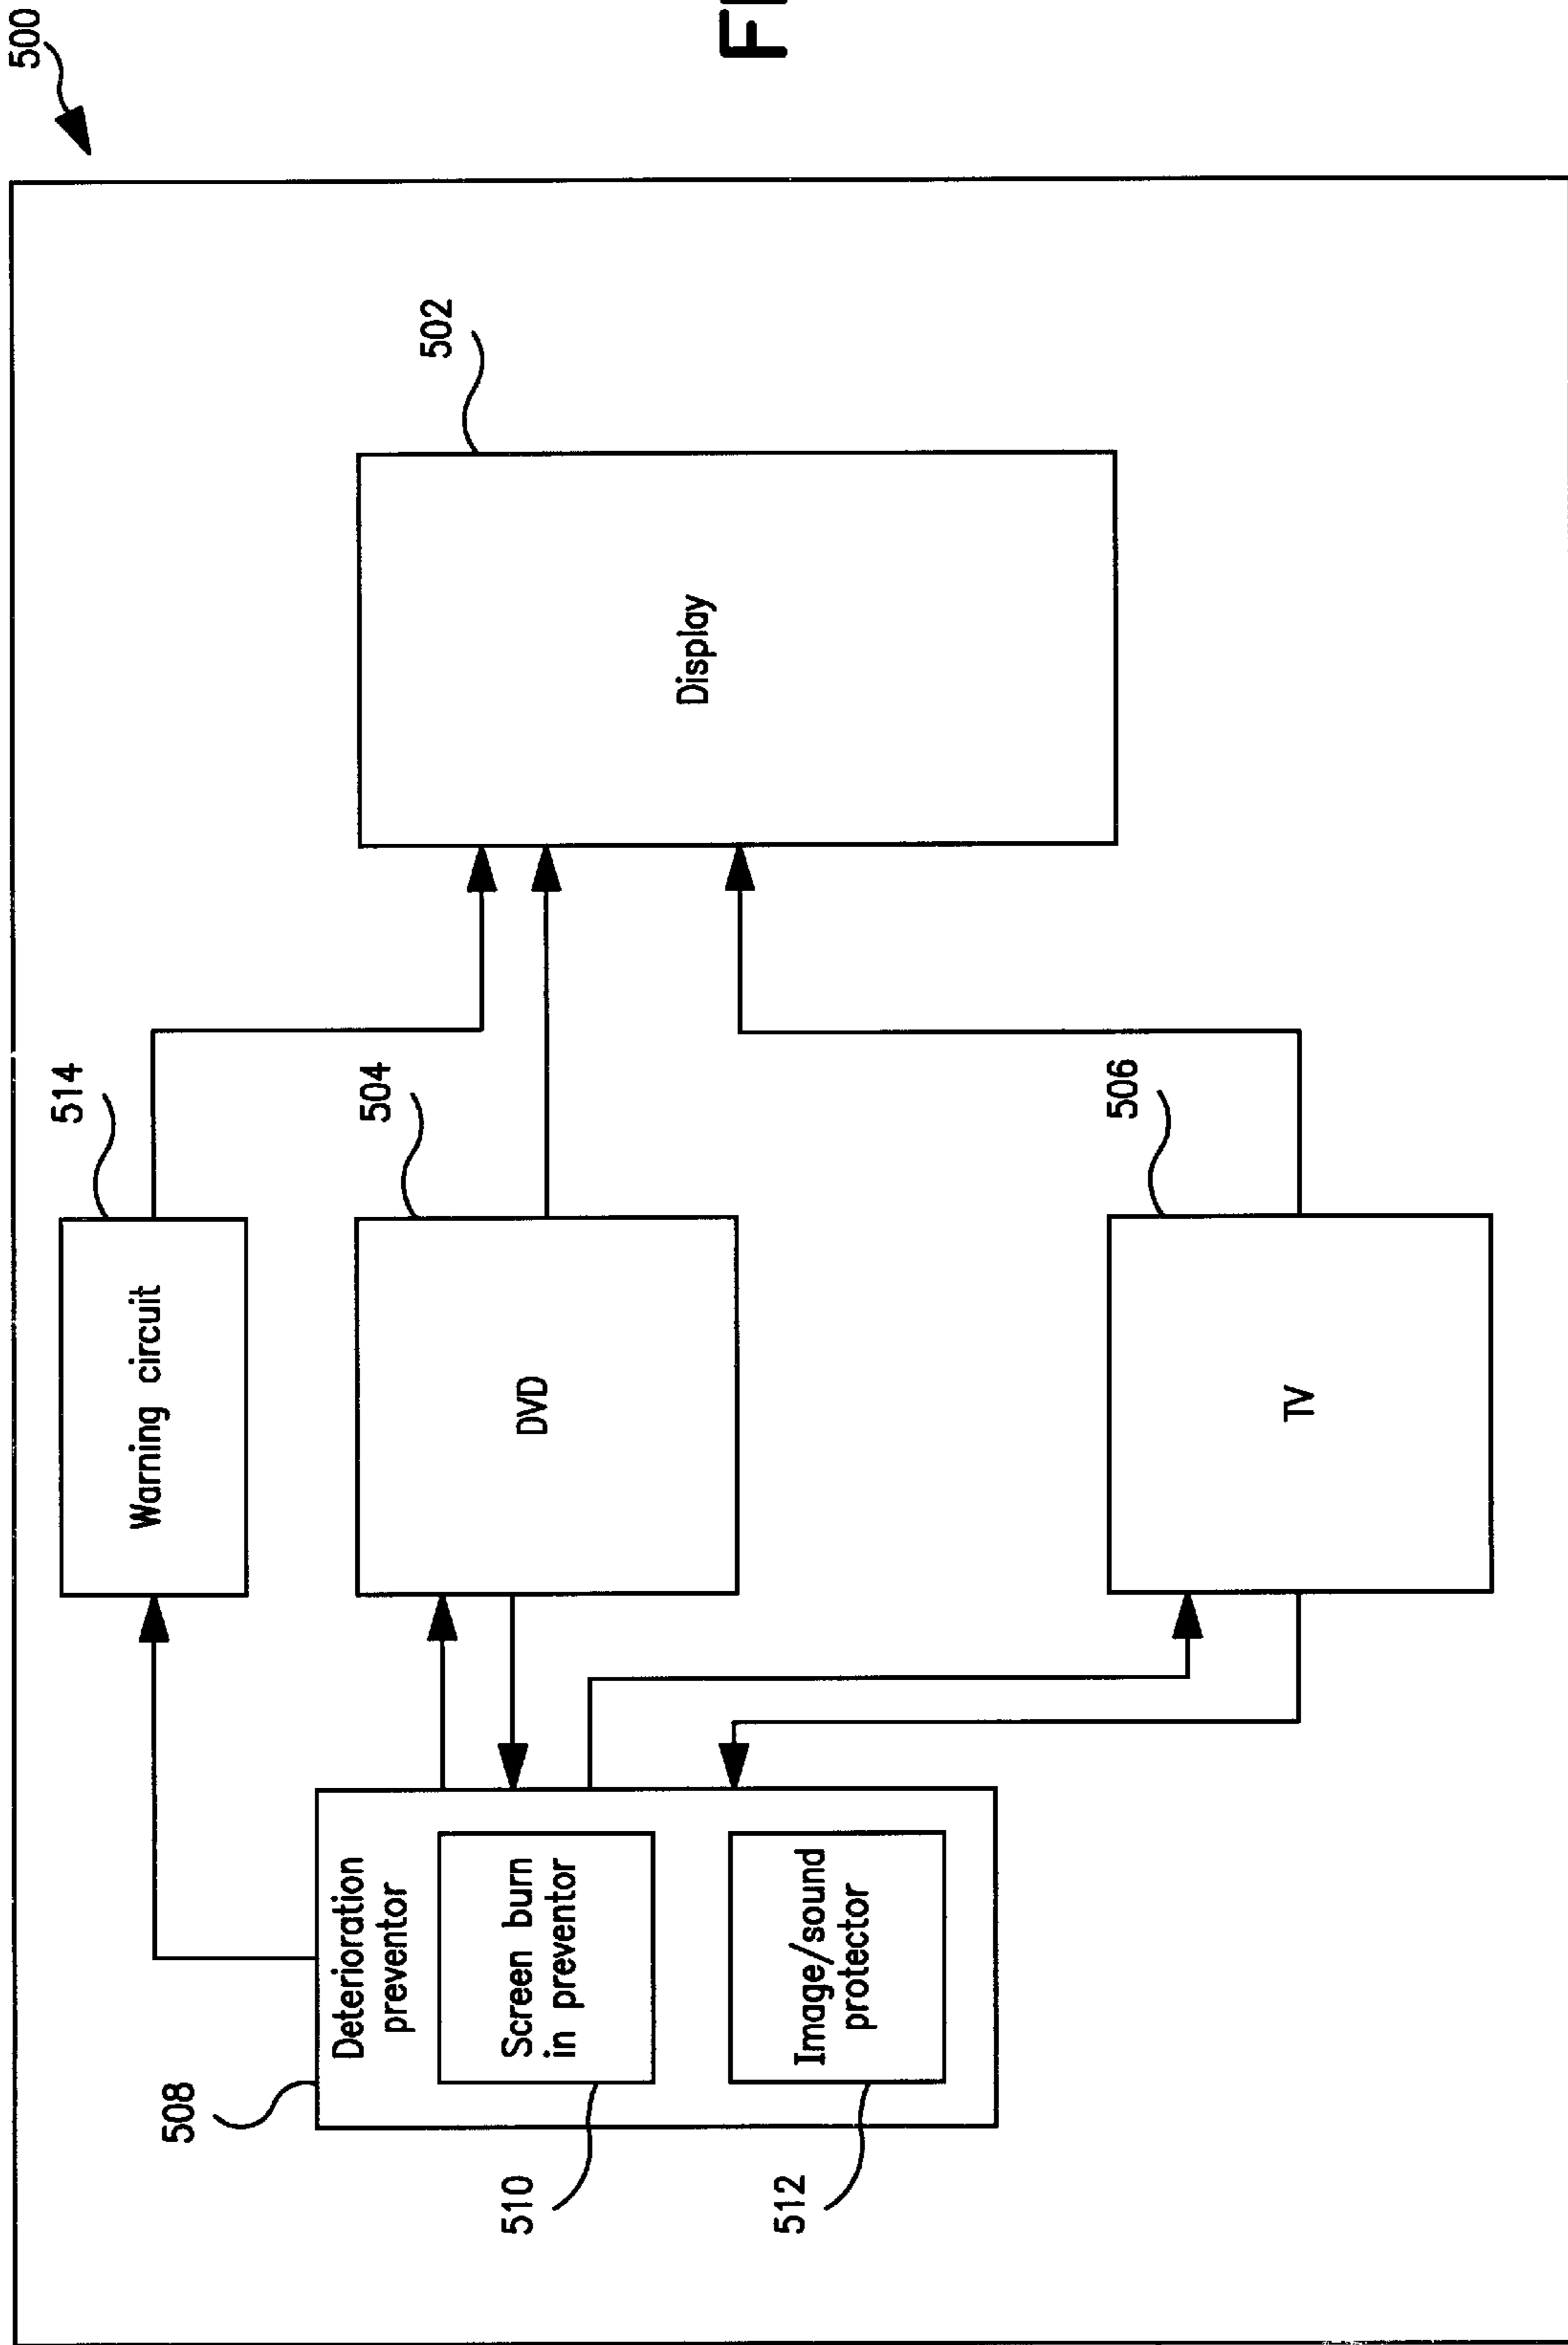 500
514
Warning circuit
508
Deterioration
preventor
510
Screen burn
in preventor
512
Image/sound
protector
504
DVD
506
TV
502
Display